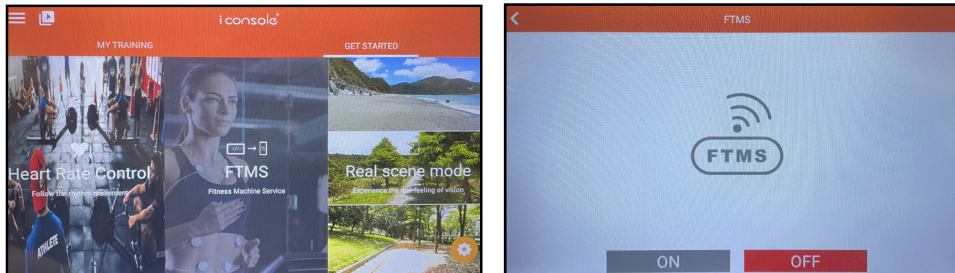 iconsole+
MY TRAINING
GET STARTED
Heart Rate Control
Follow the rhythm movement
FTMS
Fitness Machine Service
Real scene mode
Experience the real feeling of vision
ATHLETE
FTMS
FTMS
ON
OFF